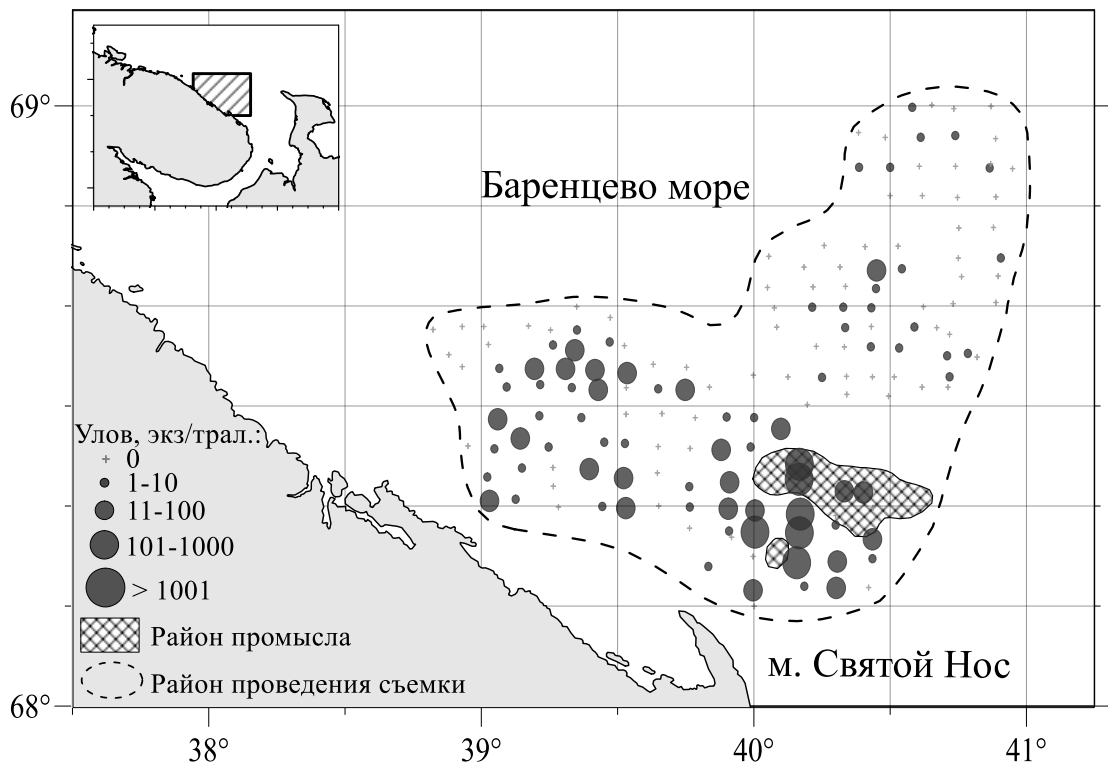 69°
Баренцево море
Улов, экз/трал.:
0
1-10
11-100
101-1000
> 1001
Район промысла
Район проведения съемки
м. Святой Нос
68°
38°
39°
40°
41°